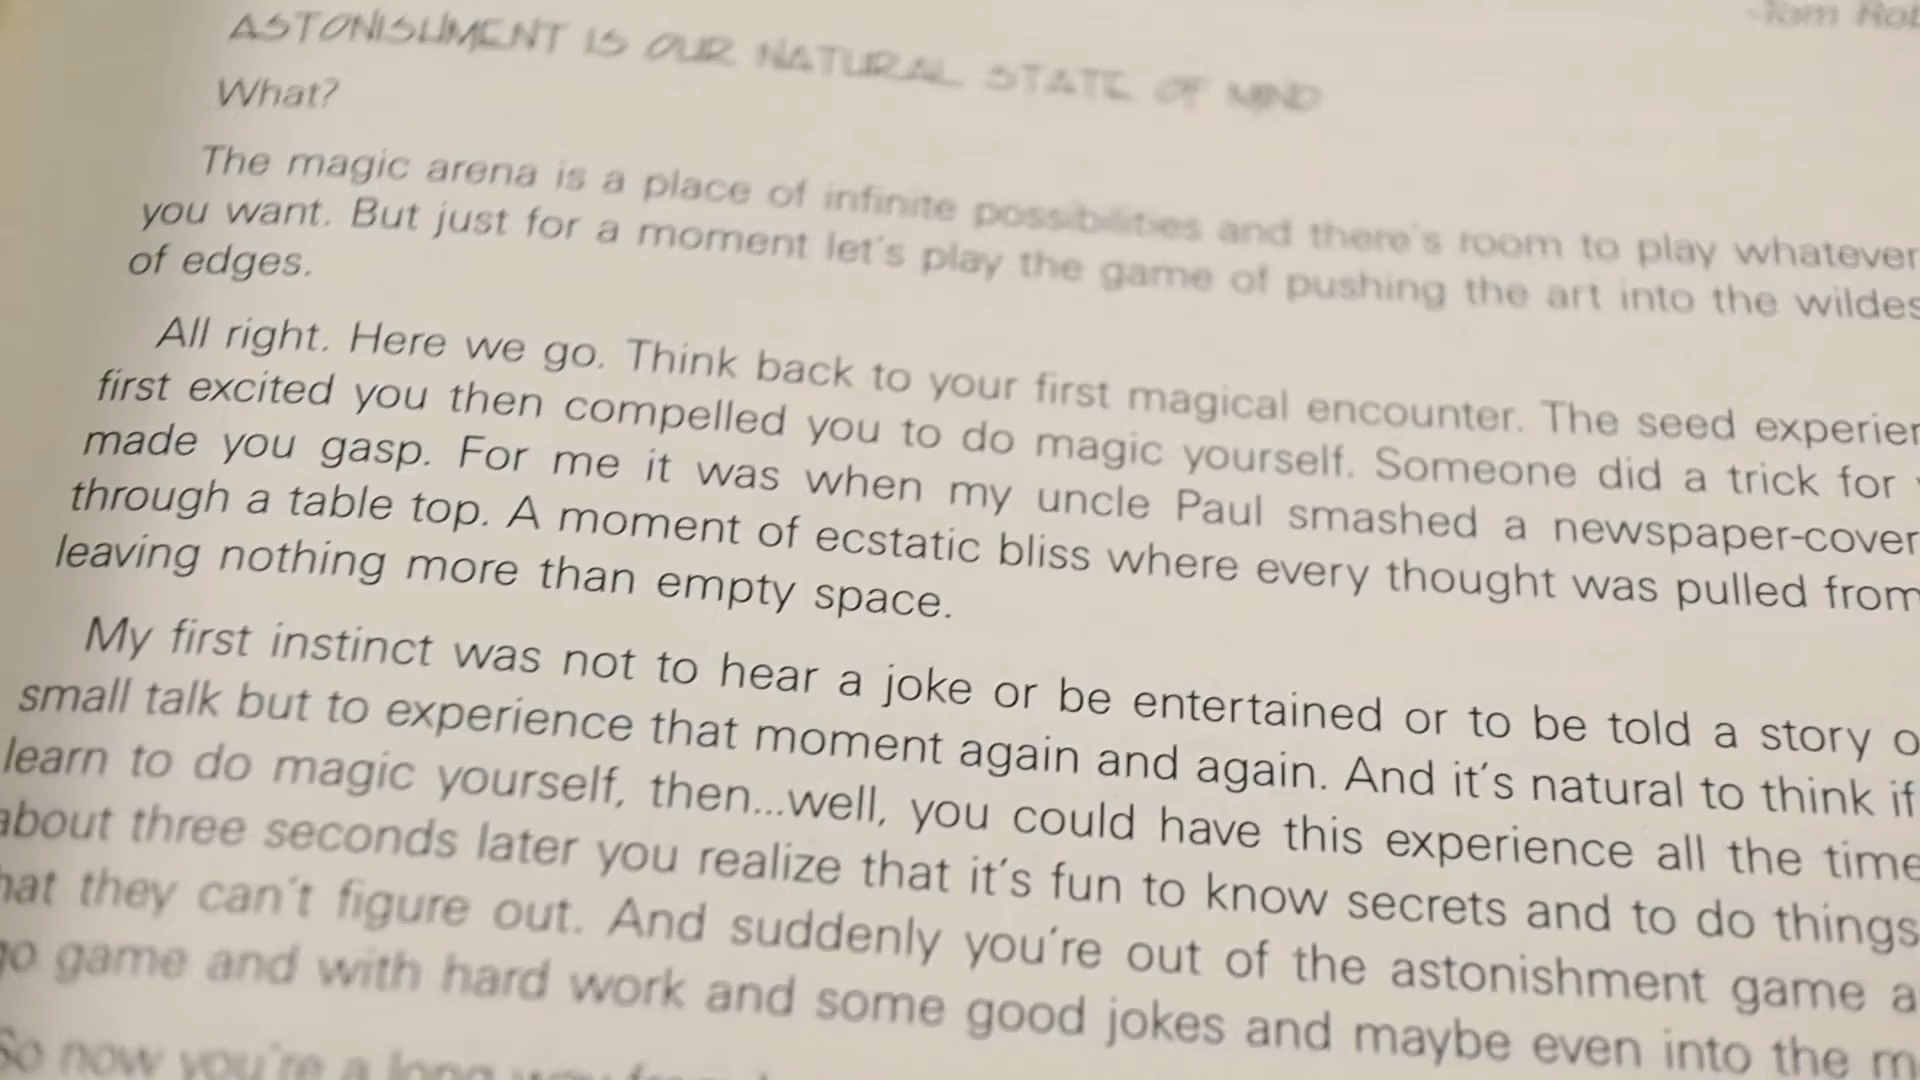 -Tom
ASTONISHMENT IS OUR NATURAL STATE OF MIND
What?
The magic arena is a place of infinite possibilities and there's room to play whatever
you want. But just for a moment let's play the game of pushing the art into the wildes
of edges.
All right. Here we go. Think back to your first magical encounter. The seed experien
first excited you then compelled you to do magic yourself. Someone did a trick for
made you gasp. For me it was when my uncle Paul smashed a newspaper-cover
through a table top. A moment of ecstatic bliss where every thought was pulled from
leaving nothing more than empty space.
My first instinct was not to hear a joke or be entertained or to be told a story o
small talk but to experience that moment again and again. And it's natural to think if
learn to do magic yourself, then...well, you could have this experience all the time
about three seconds later you realize that it's fun to know secrets and to do things
hat they can't figure out. And suddenly you're out of the astonishment game a
go game and with hard work and some good jokes and maybe even into the m
So now you're a long way from